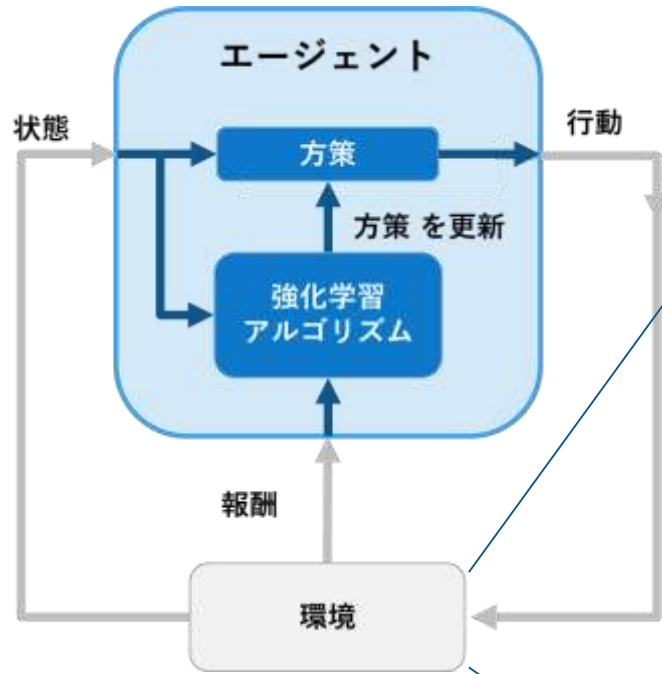 エージェント
状態
方策
行動
方策 を更新
強化学習
アルゴリズム
報酬
環境